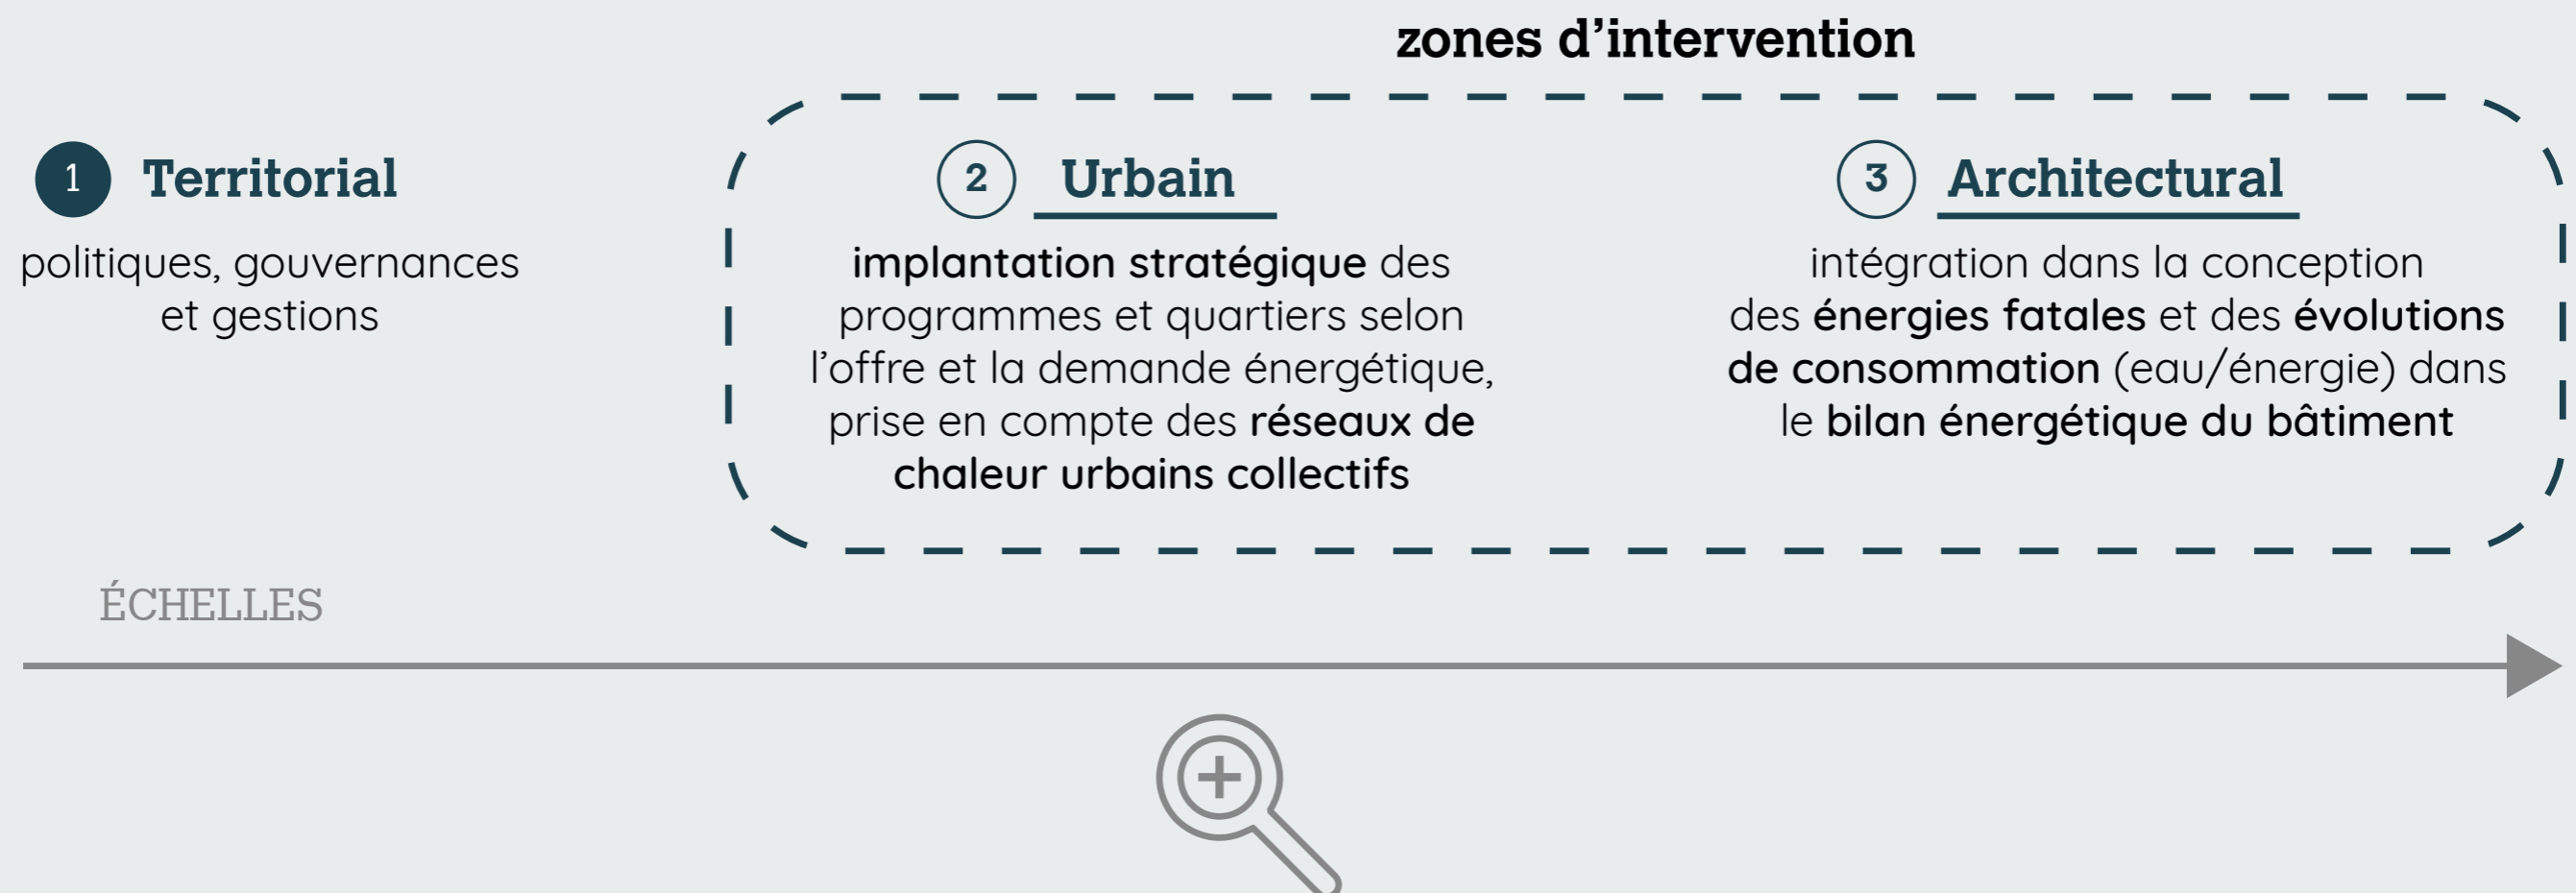 zones d’intervention
1 Territorial
politiques, gouvernances
et gestions
2 Urbain
implantation stratégique des
programmes et quartiers selon
l’offre et la demande énergétique,
prise en compte des réseaux de
chaleur urbains collectifs
3 Architectural
intégration dans la conception
des énergies fatales et des évolutions
de consommation (eau/énergie) dans
le bilan énergétique du bâtiment
ÉCHELLES